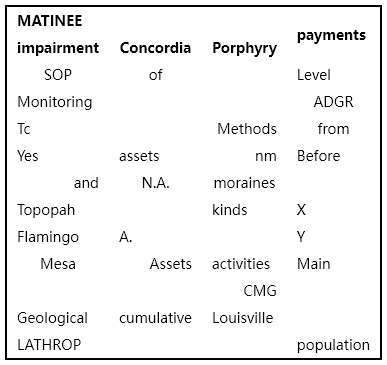 MATINEE
payments
impairment Concordia Porphyry
SOP of Level
Monitoring ADGR
Tc Methods from
Yes assets nm Before
and N.A. moraines
Topopah kinds X
Flamingo A. Y
Mesa Assets activities Main
CMG
Geological cumulative Louisville
LATHROP population